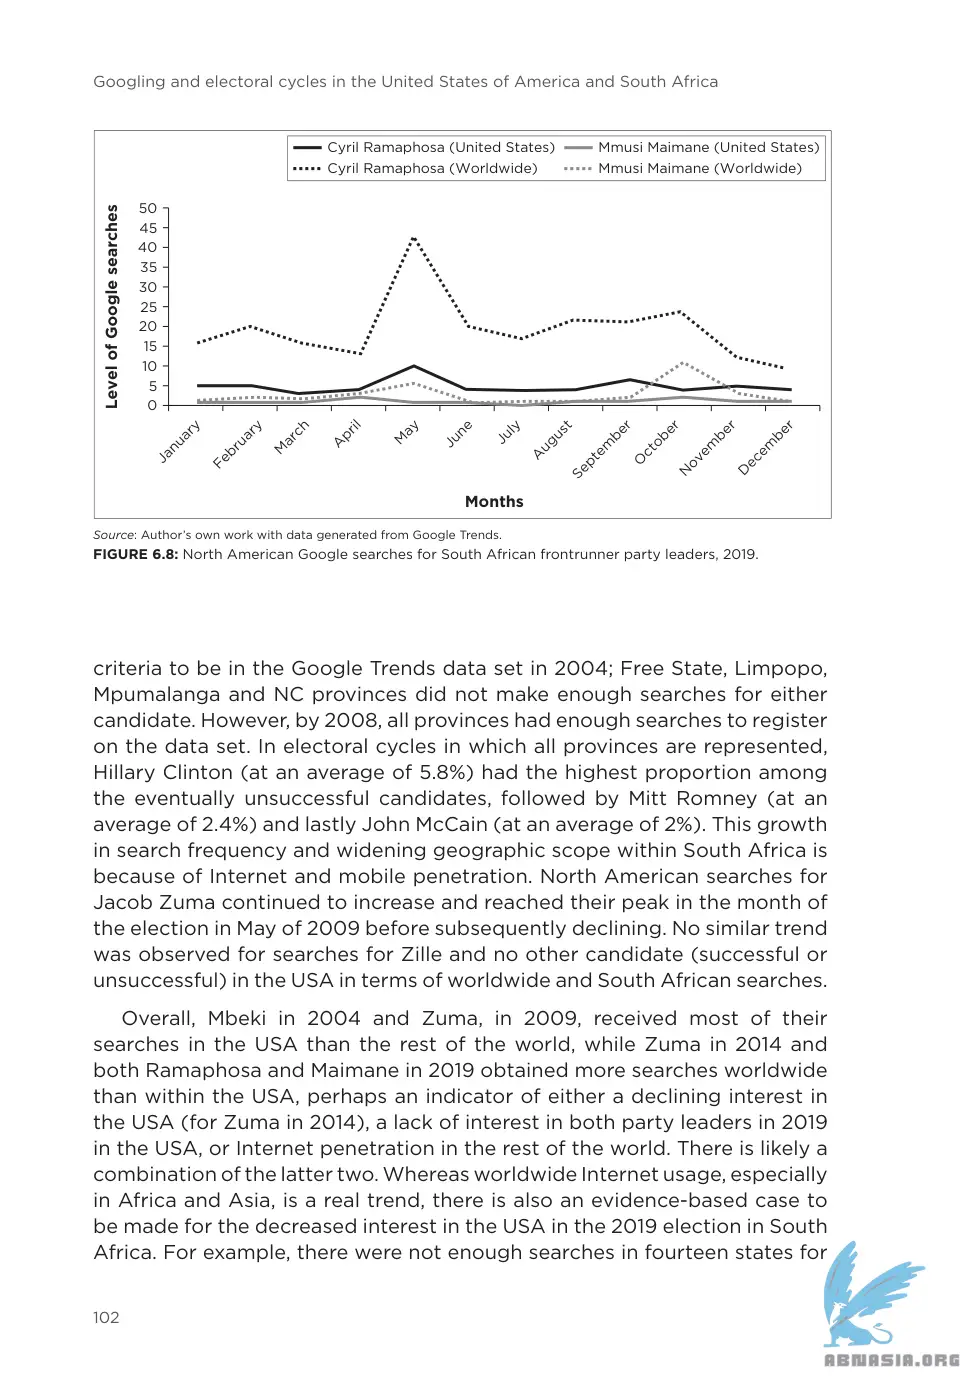 Googling and electoral cycles in the United States of America and South Africa
Cyril Ramaphosa (United States) Mmusi Maimane (United States)
Cyril Ramaphosa (Worldwide) Mmusi Maimane (Worldwide)
Level of Google searches
50
45
40
35
30
25
20
15
10
5
0
January February March April May June July August September October November December
Months
Source: Author's own work with data generated from Google Trends.
FIGURE 6.8: North American Google searches for South African frontrunner party leaders, 2019.
criteria to be in the Google Trends data set in 2004; Free State, Limpopo,
Mpumalanga and NC provinces did not make enough searches for either
candidate. However, by 2008, all provinces had enough searches to register
on the data set. In electoral cycles in which all provinces are represented,
Hillary Clinton (at an average of 5.8%) had the highest proportion among
the eventually unsuccessful candidates, followed by Mitt Romney (at an
average of 2.4%) and lastly John McCain (at an average of 2%). This growth
in search frequency and widening geographic scope within South Africa is
because of Internet and mobile penetration. North American searches for
Jacob Zuma continued to increase and reached their peak in the month of
the election in May of 2009 before subsequently declining. No similar trend
was observed for searches for Zille and no other candidate (successful or
unsuccessful) in the USA in terms of worldwide and South African searches.
Overall, Mbeki in 2004 and Zuma, in 2009, received most of their
searches in the USA than the rest of the world, while Zuma in 2014 and
both Ramaphosa and Maimane in 2019 obtained more searches worldwide
than within the USA, perhaps an indicator of either a declining interest in
the USA (for Zuma in 2014), a lack of interest in both party leaders in 2019
in the USA, or Internet penetration in the rest of the world. There is likely a
combination of the latter two. Whereas worldwide Internet usage, especially
in Africa and Asia, is a real trend, there is also an evidence-based case to
be made for the decreased interest in the USA in the 2019 election in South
Africa. For example, there were not enough searches in fourteen states for
102
ABNASIA.ORG